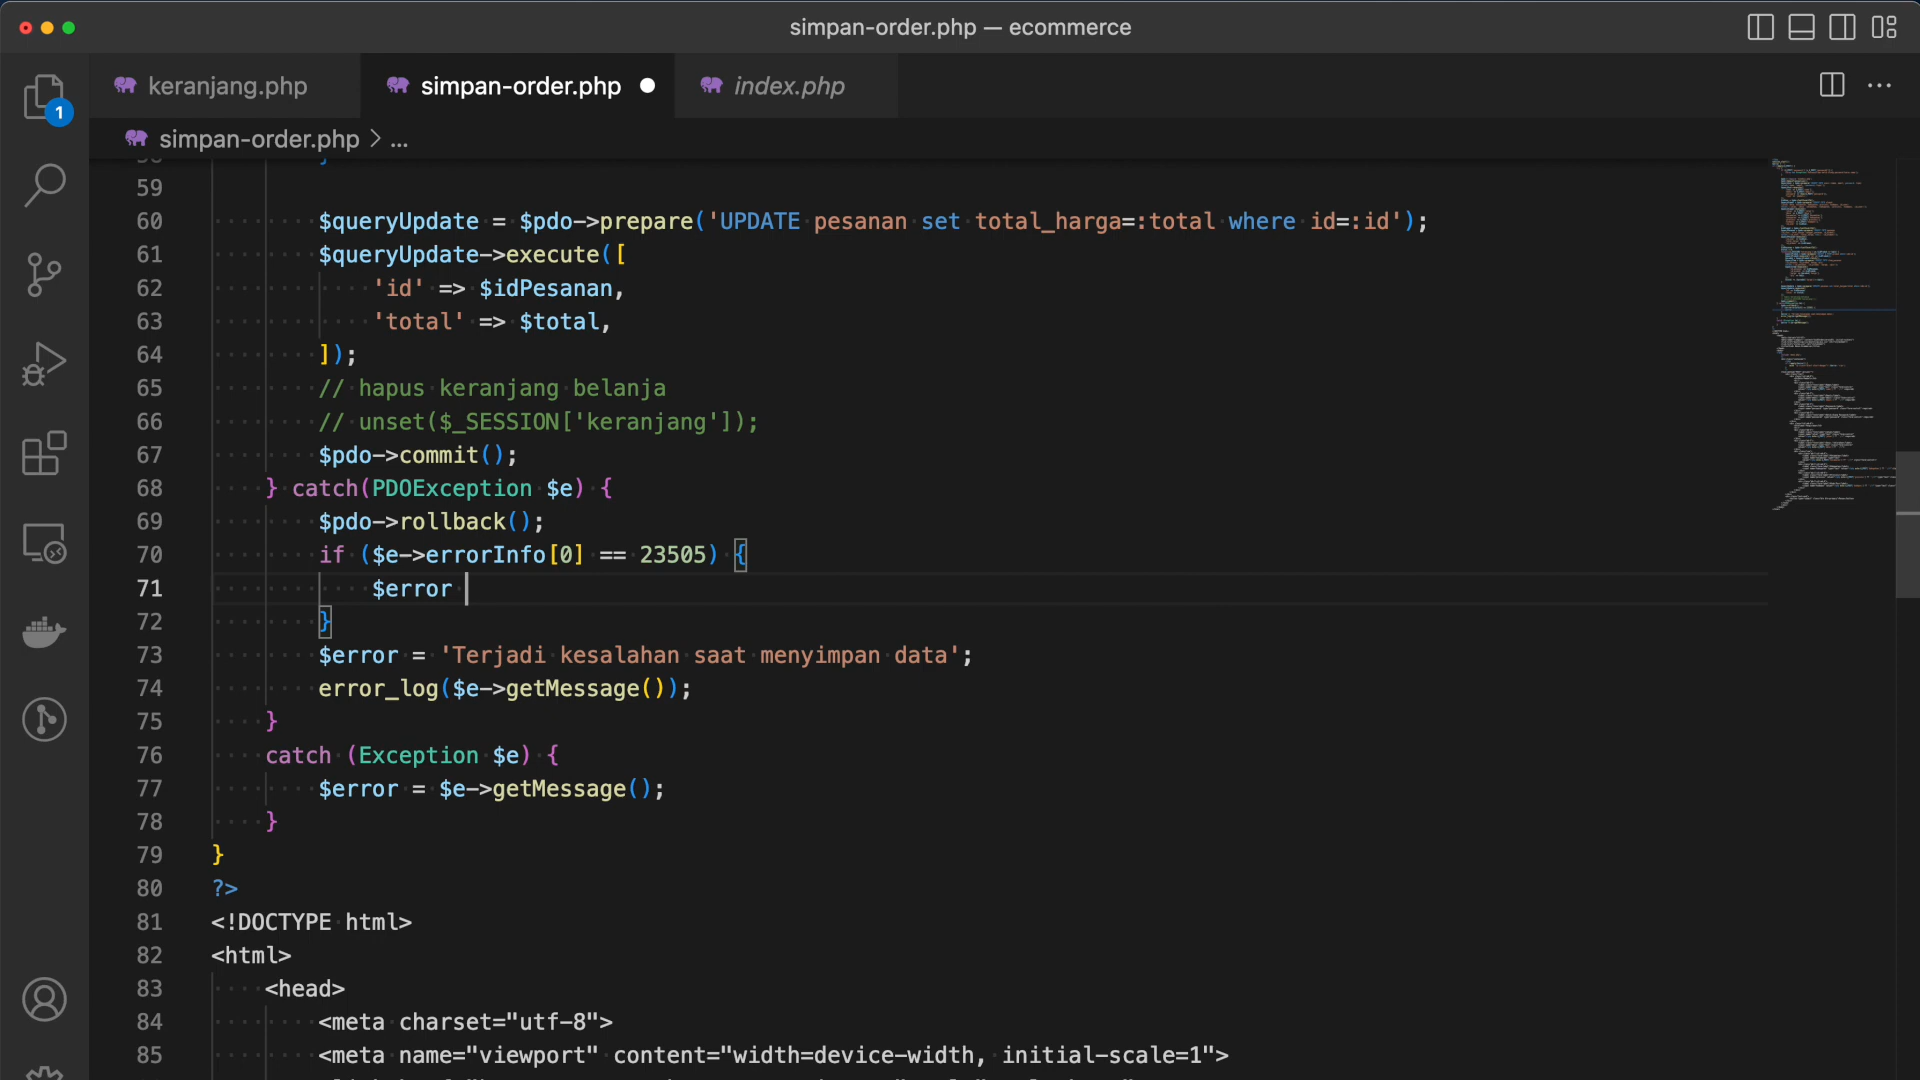 simpan-order.php — ecommerce
keranjang.php
simpan-order.php
index.php
1
simpan-order.php > ...
59
60 $queryUpdate = $pdo->prepare('UPDATE pesanan set total_harga=:total where id=:id');
61 $queryUpdate->execute([
62 'id' => $idPesanan,
63 'total' => $total,
64 ]);
65 // hapus keranjang belanja
66 // unset($_SESSION['keranjang']);
67 $pdo->commit();
68 } catch(PDOException $e) {
69 $pdo->rollback();
70 if ($e->errorInfo[0] == 23505) {
71 $error
72 }
73 $error = 'Terjadi kesalahan saat menyimpan data';
74 error_log($e->getMessage());
75 }
76 catch (Exception $e) {
77 $error = $e->getMessage();
78 }
79 }
80 ?>
81 <!DOCTYPE html>
82 <html>
83 <head>
84 <meta charset="utf-8">
85 <meta name="viewport" content="width=device-width, initial-scale=1">